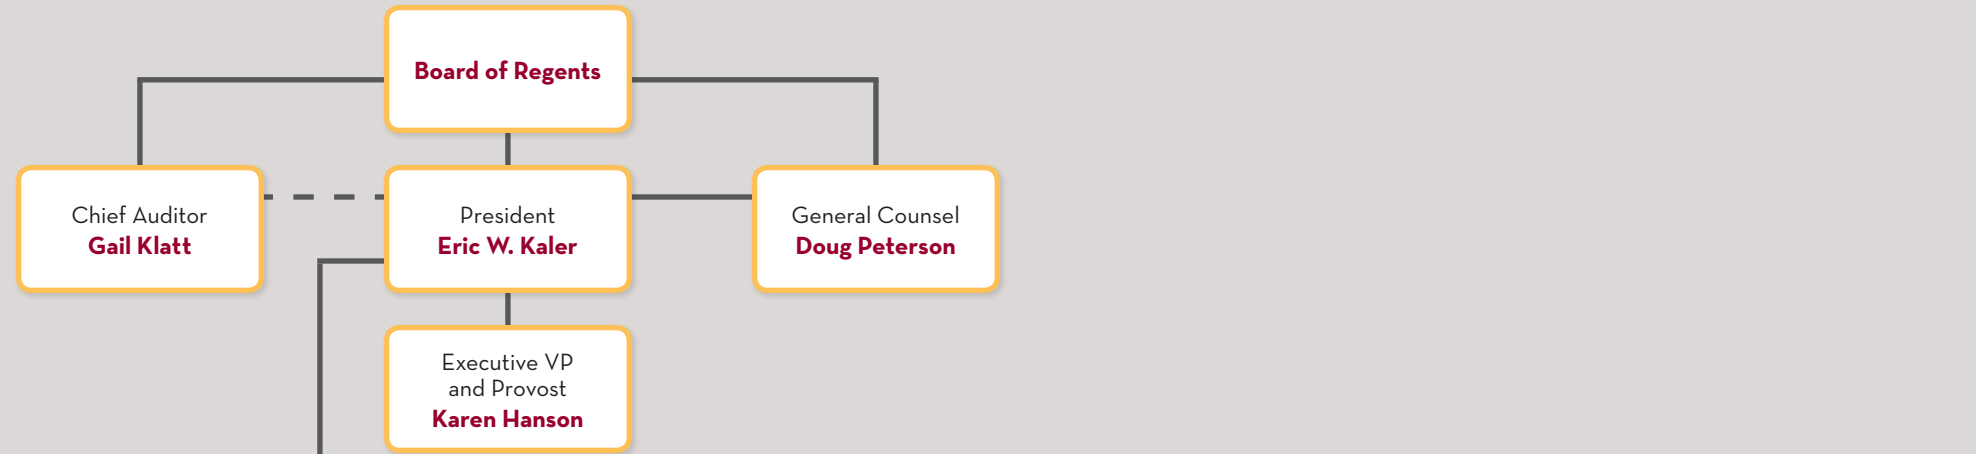 Board of Regents
Chief Auditor
Gail Klatt
President
Eric W. Kaler
General Counsel
Doug Peterson
Executive VP
and Provost
Karen Hanson